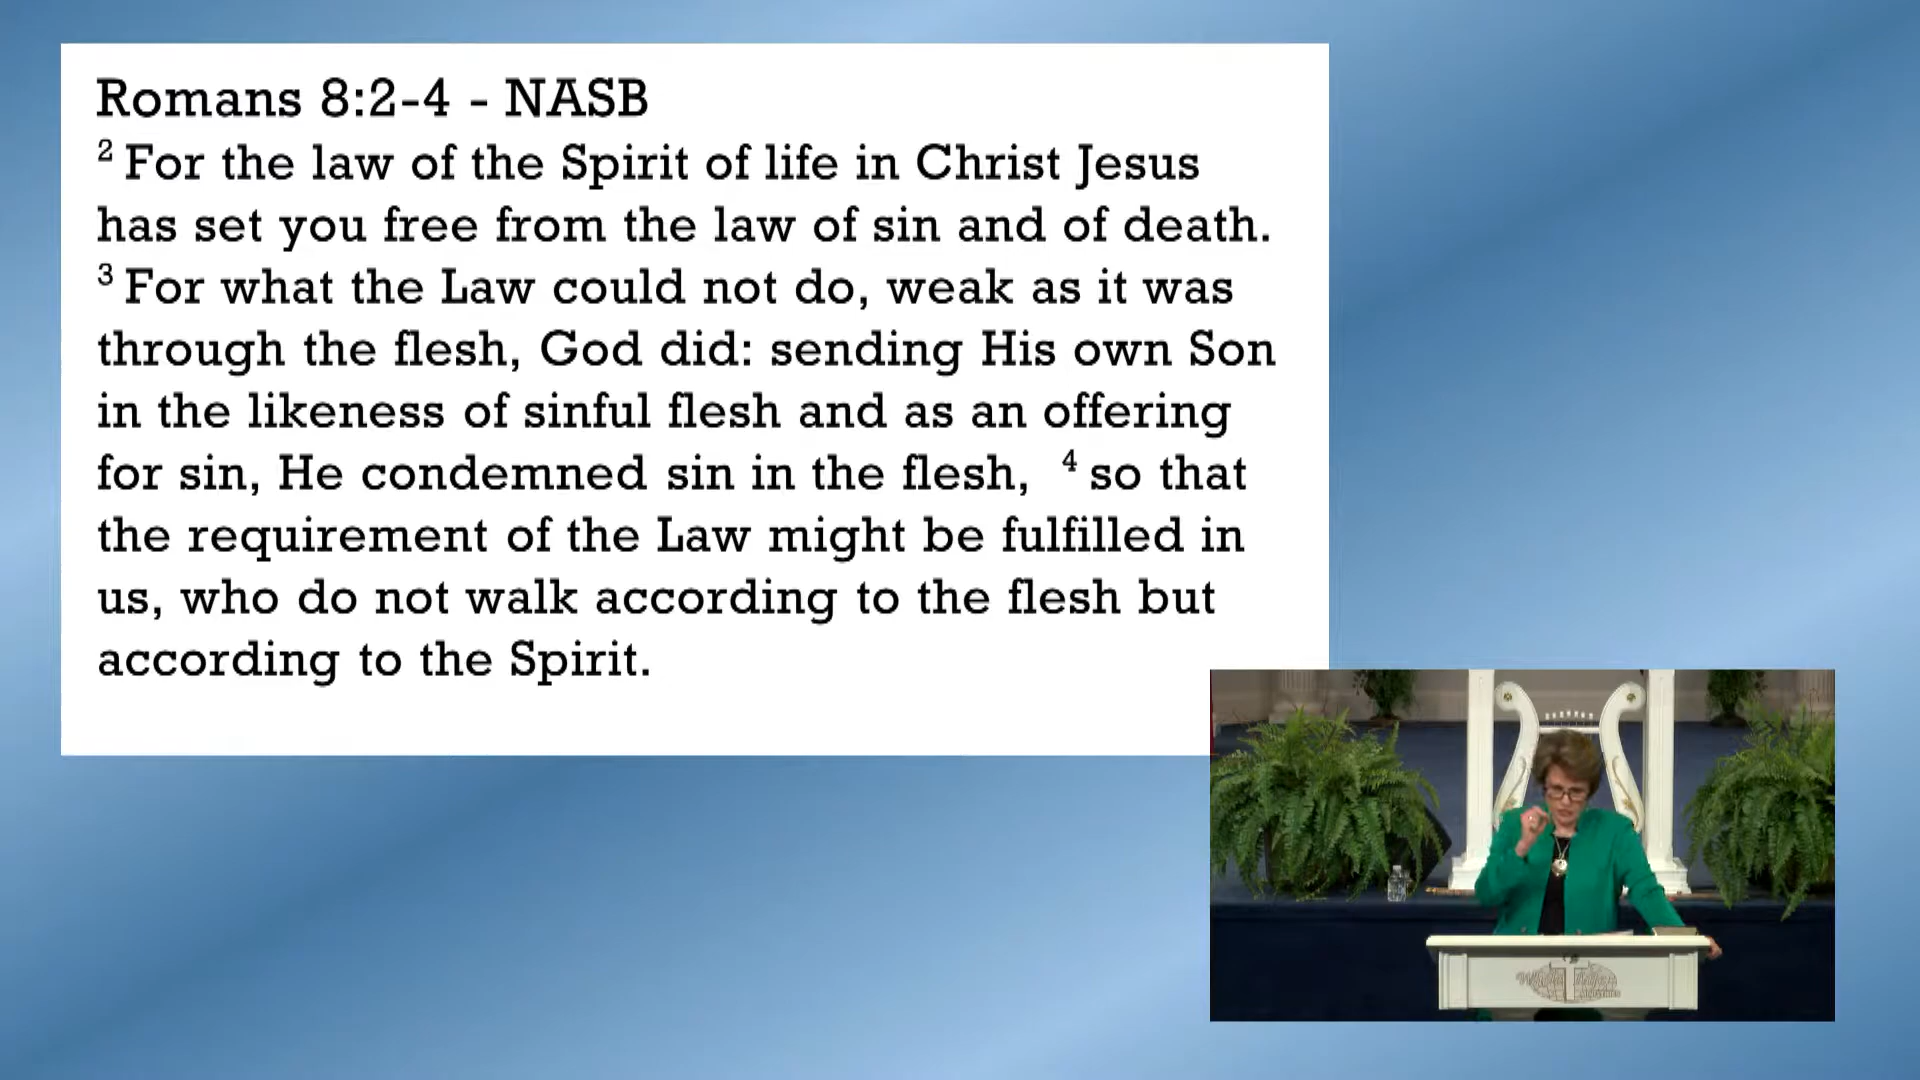 Romans 8:2-4 - NASB
2 For the law of the Spirit of life in Christ Jesus
has set you free from the law of sin and of death.
3 For what the Law could not do, weak as it was
through the flesh, God did: sending His own Son
in the likeness of sinful flesh and as an offering
for sin, He condemned sin in the flesh, 4 so that
the requirement of the Law might be fulfilled in
us, who do not walk according to the flesh but
according to the Spirit.